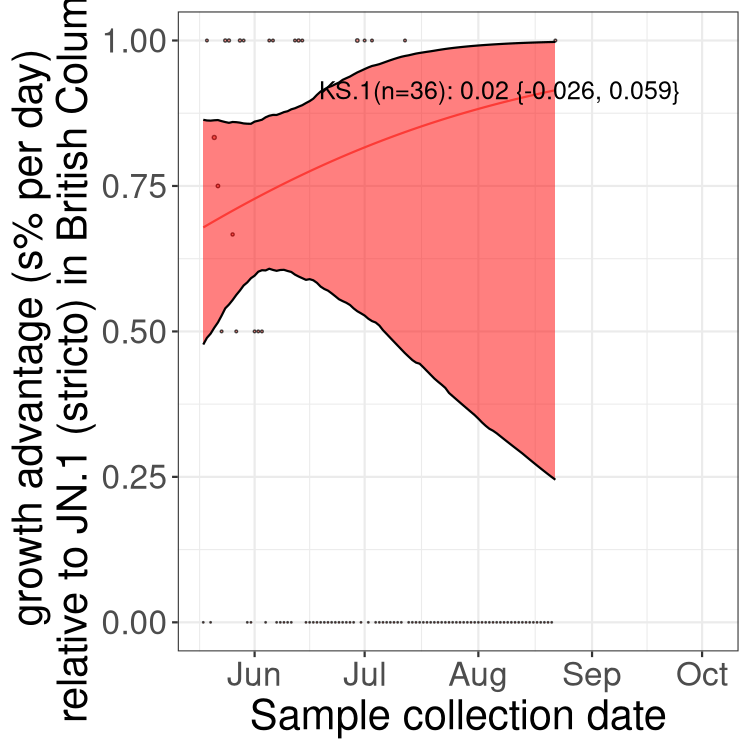 growth advantage (s% per day)
relative to JN.1 (stricto) in British Colum
1.00
0.75
0.50
0.25
0.00
KS.1(n=36): 0.02 {-0.026, 0.059}
Jun Jul Aug Sep Oct
Sample collection date